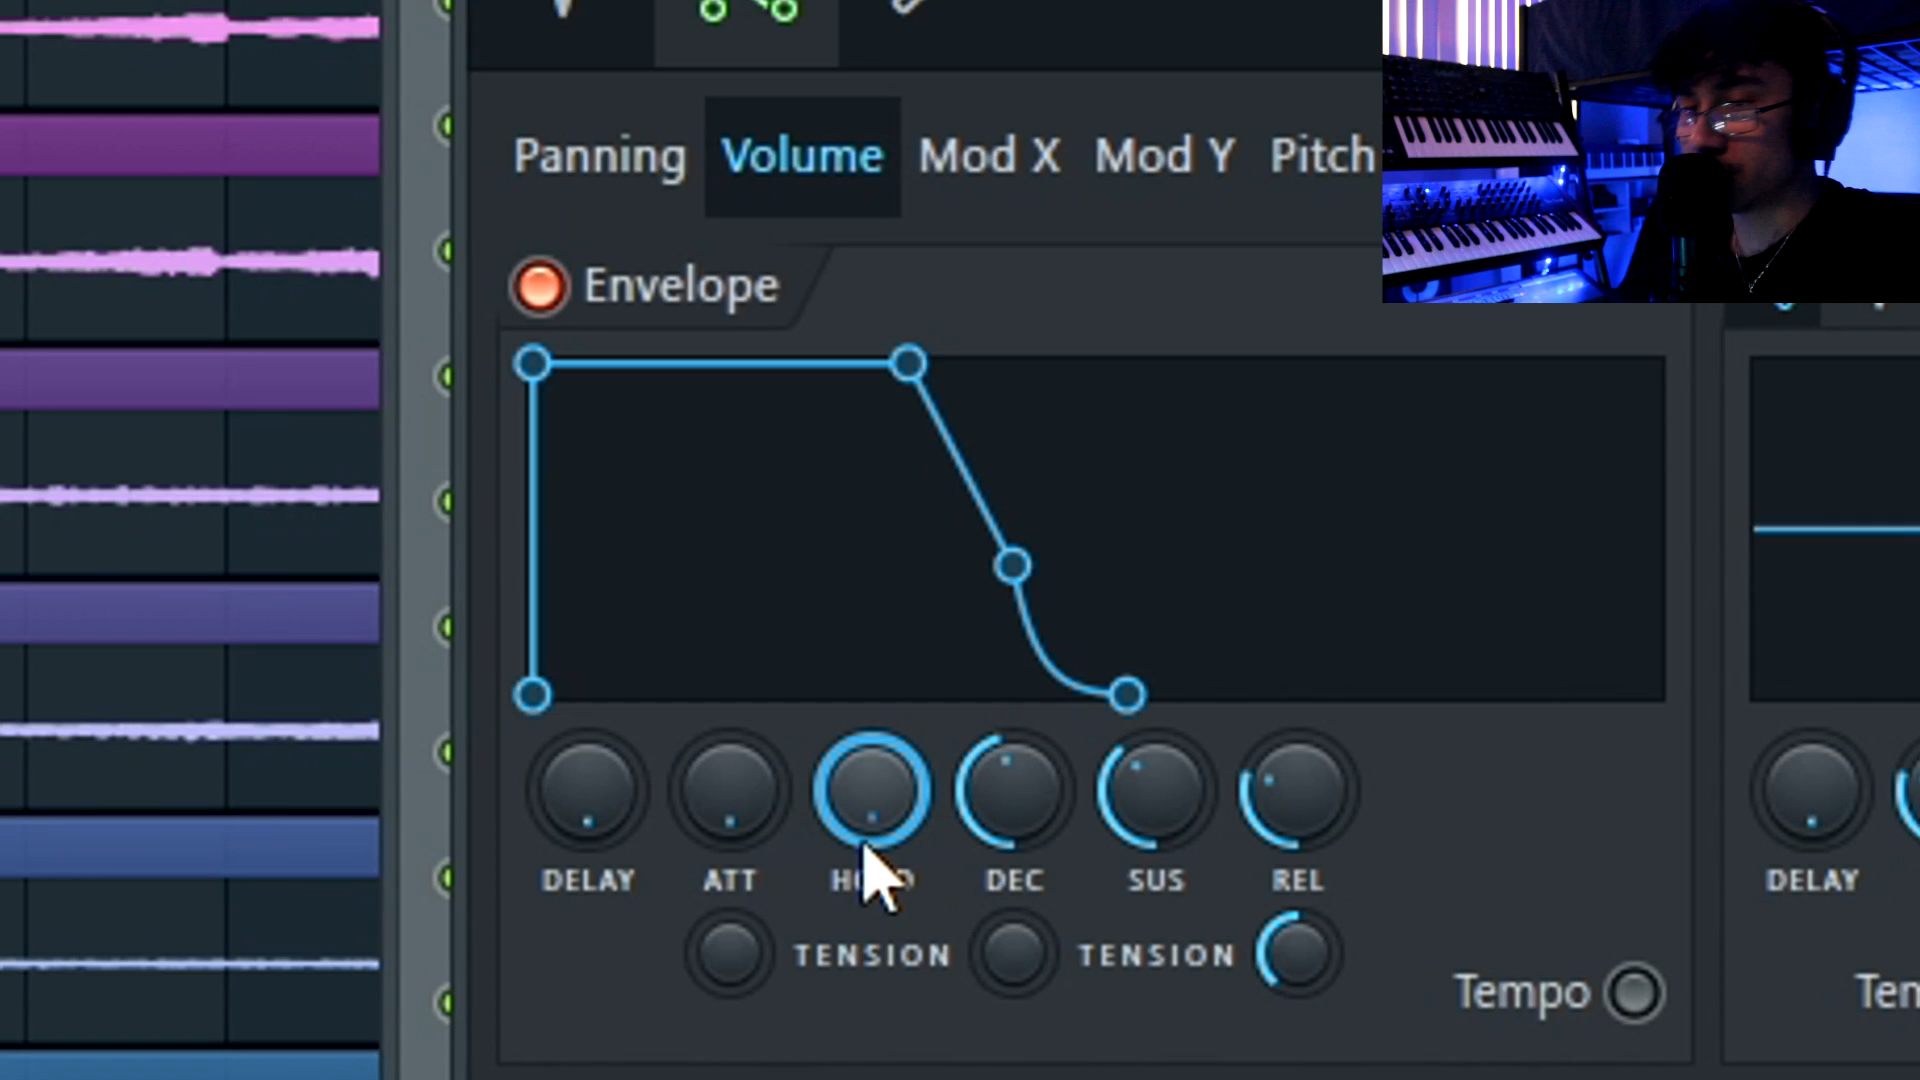 Panning Volume Mod X Mod Y Pitch
Envelope
DELAY ATT DEC SUS REL
DELAY
TENSION TENSION
Tempo